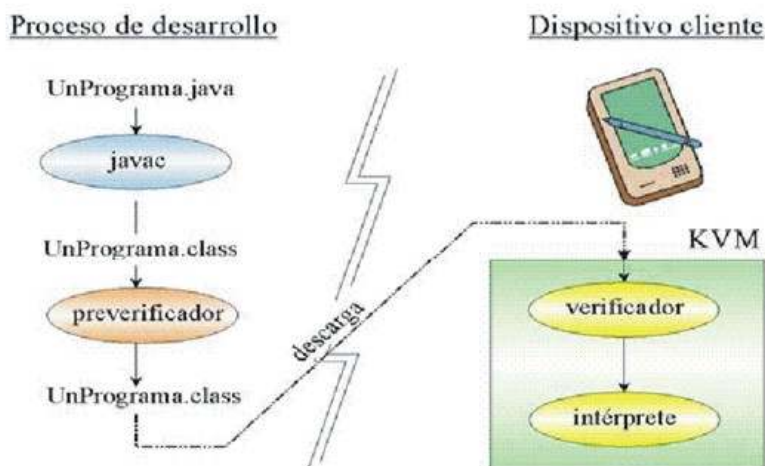 Proceso de desarrollo
UnPrograma.java
javac
UnPrograma.class
preverificador
UnPrograma.class
descarga
Dispositivo cliente
KVM
verificador
intérprete